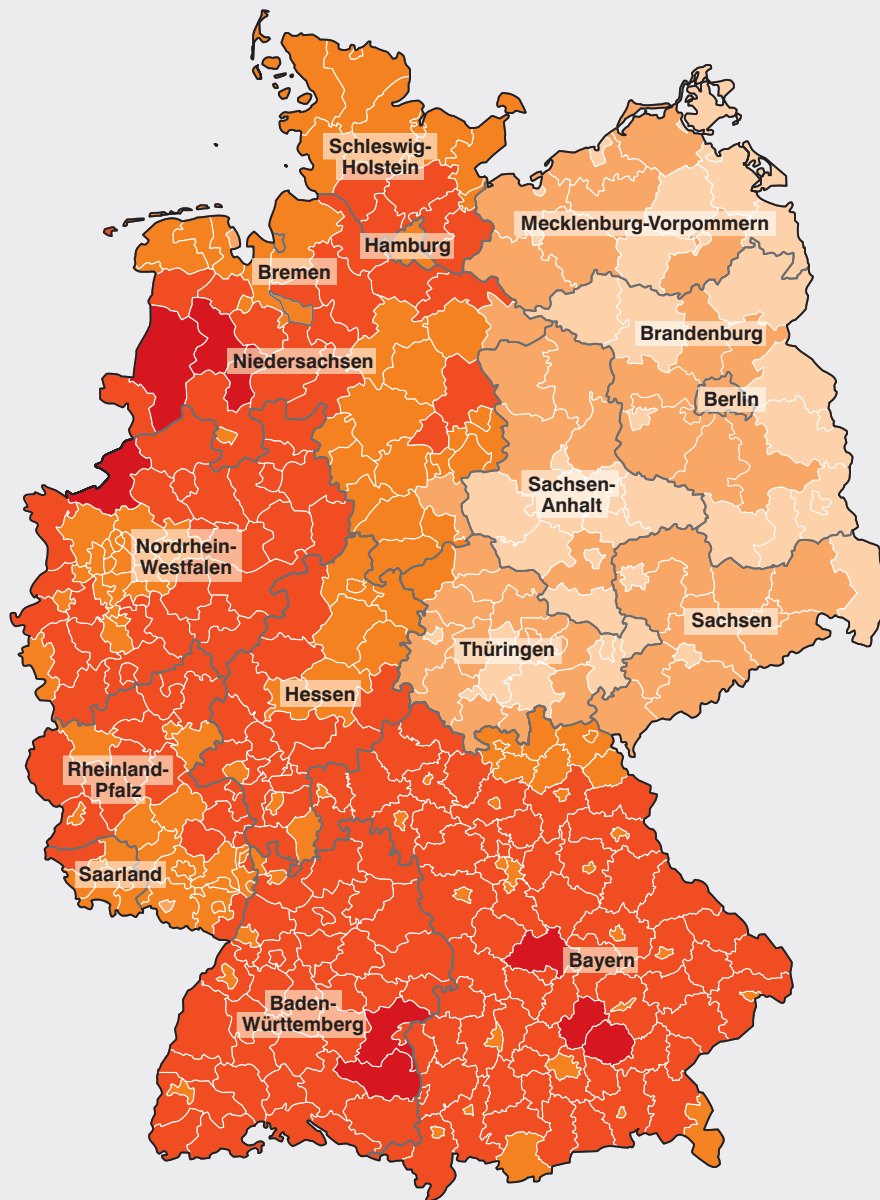 Schleswig-
Holstein
Mecklenburg-Vorpommern
Hamburg
Bremen
Brandenburg
Niedersachsen
Berlin
Sachsen-
Anhalt
Nordrhein-
Westfalen
Sachsen
Thüringen
Hessen
Rheinland-
Pfalz
Saarland
Bayern
Baden-
Württemberg